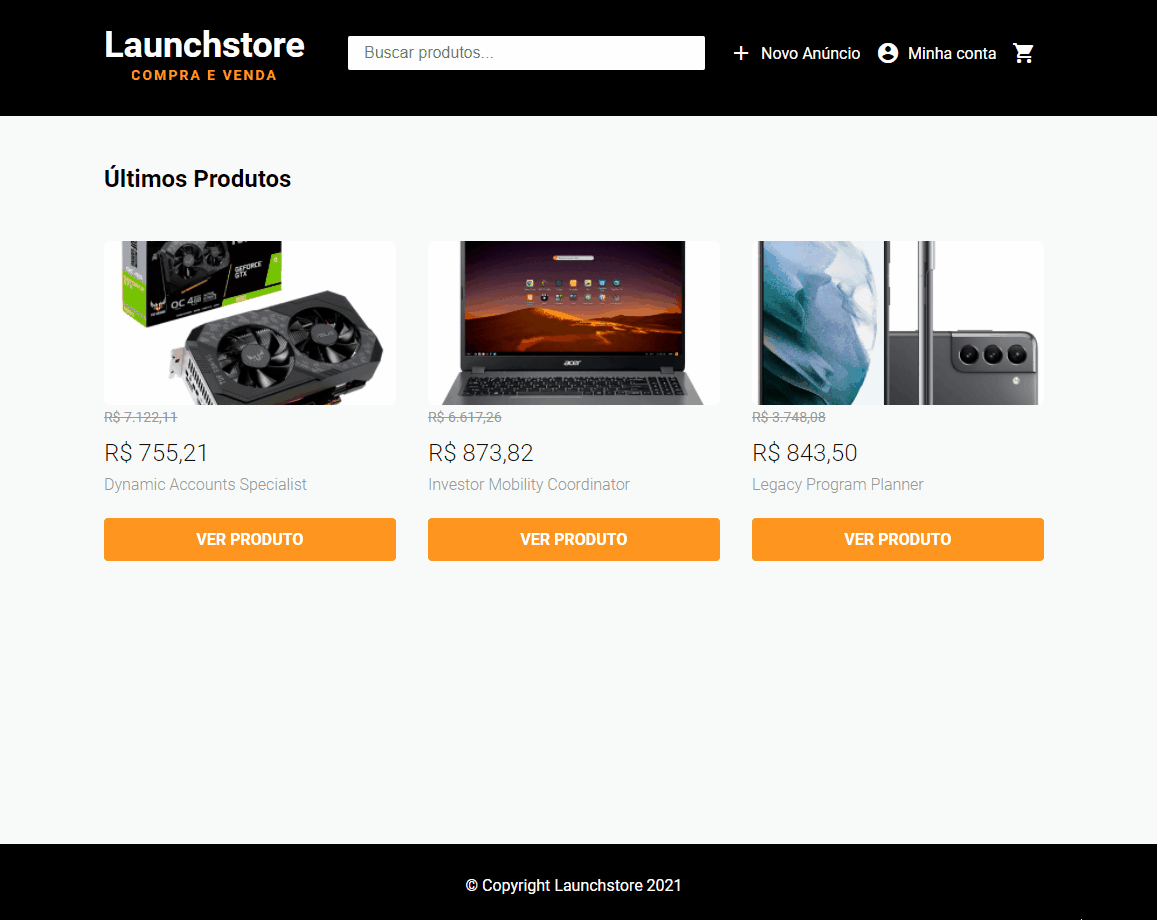 Launchstore
COMPRA E VENDA
Buscar produtos...
Novo Anúncio
Minha conta
Últimos Produtos
GEFORCE
GTX
OC 4GB
acer
R$ 7.122,11
R$ 6.617,26
R$ 3.748,08
R$ 755,21
R$ 873,82
R$ 843,50
Dynamic Accounts Specialist
Investor Mobility Coordinator
Legacy Program Planner
VER PRODUTO
VER PRODUTO
VER PRODUTO
© Copyright Launchstore 2021